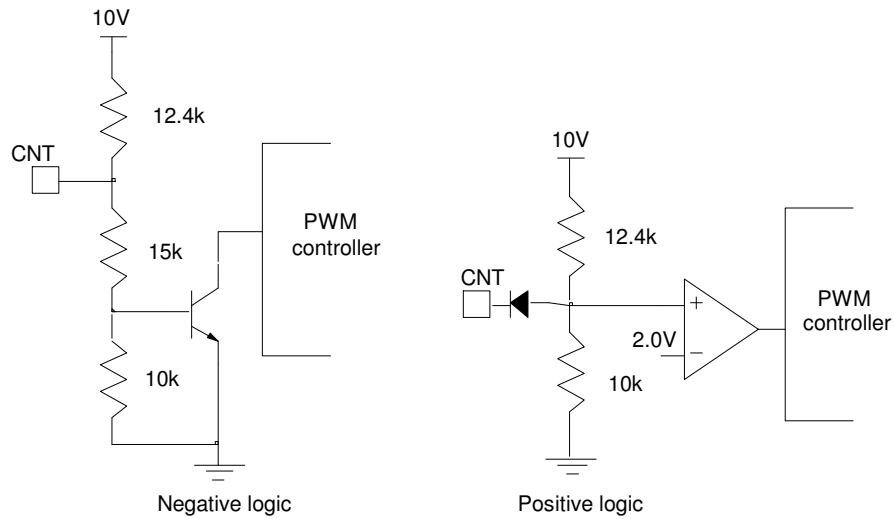 10V
12.4k
CNT
15k
PWM
controller
10k
Negative logic
10V
12.4k
CNT
+
2.0V
−
PWM
controller
10k
Positive logic